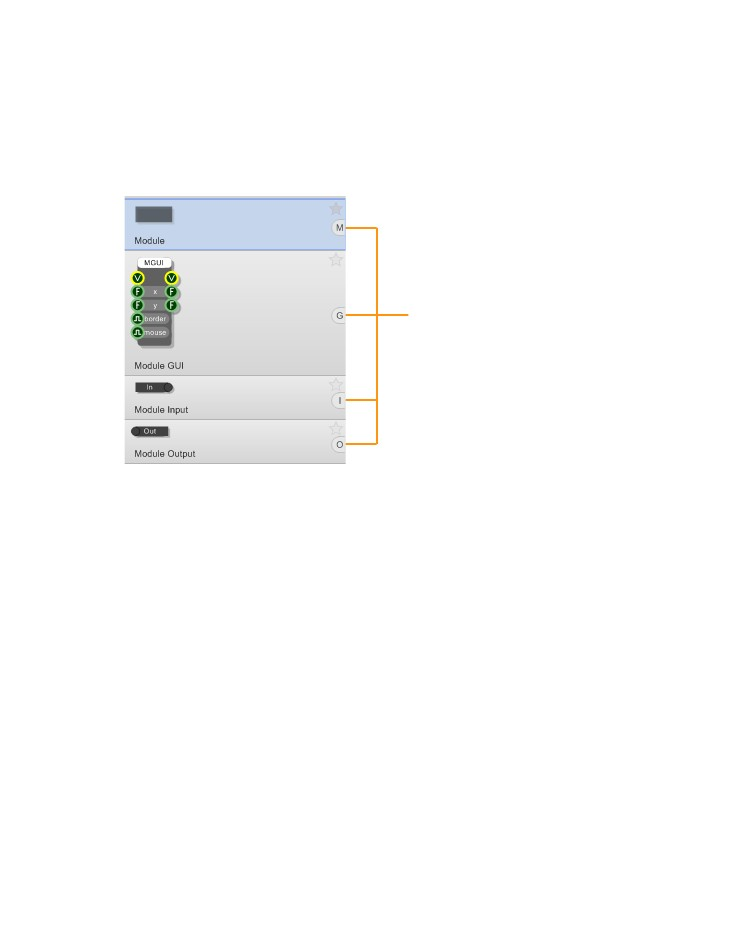 M
Module
MGUI
V V
F x F
F y F
border
mouse
G
Module GUI
In
I
Module Input
Out
O
Module Output